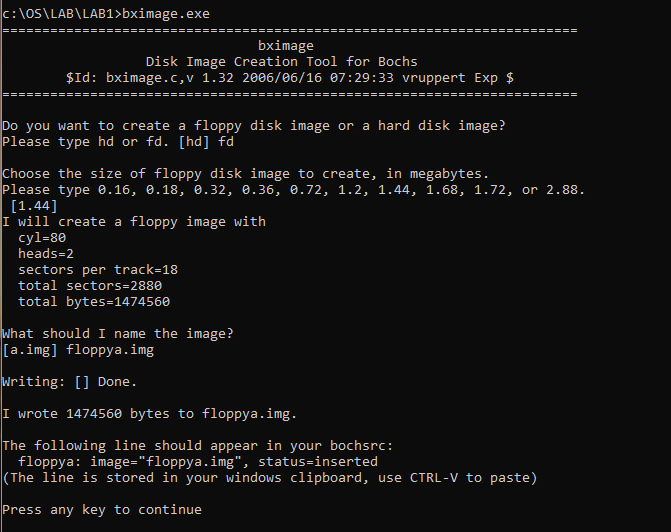 c:\OS\LAB\LAB1>bximage.exe
========================================================================
bximage
Disk Image Creation Tool for Bochs
$Id: bximage.c,v 1.32 2006/06/16 07:29:33 vruppert Exp $
========================================================================
Do you want to create a floppy disk image or a hard disk image?
Please type hd or fd. [hd] fd
Choose the size of floppy disk image to create, in megabytes.
Please type 0.16, 0.18, 0.32, 0.36, 0.72, 1.2, 1.44, 1.68, 1.72, or 2.88.
[1.44]
I will create a floppy image with
cyl=80
heads=2
sectors per track=18
total sectors=2880
total bytes=1474560
What should I name the image?
[a.img] floppya.img
Writing: [] Done.
I wrote 1474560 bytes to floppya.img.
The following line should appear in your bochsrc:
floppya: image="floppya.img", status=inserted
(The line is stored in your windows clipboard, use CTRL-V to paste)
Press any key to continue